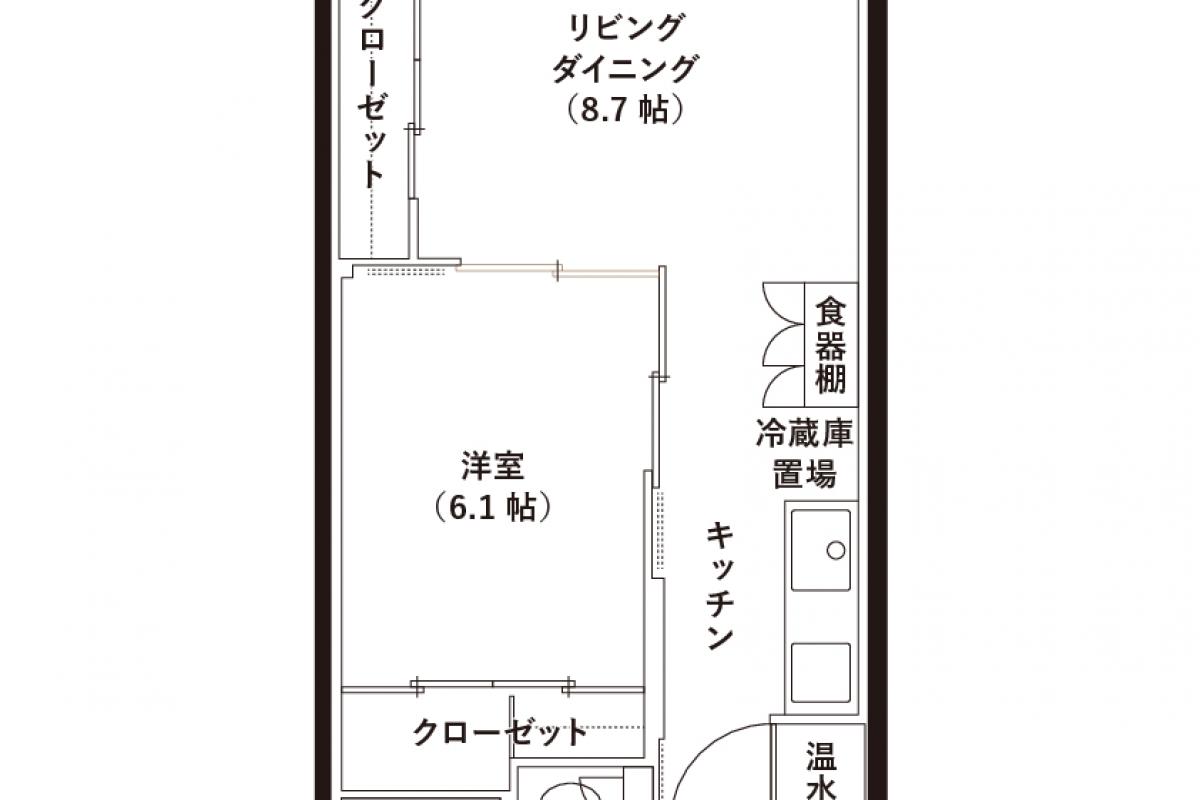 クローゼット
リビング
ダイニング
（8.7 帖）
食器棚
冷蔵庫
置場
洋室
（6.1 帖）
キッチン
クローゼット
温水